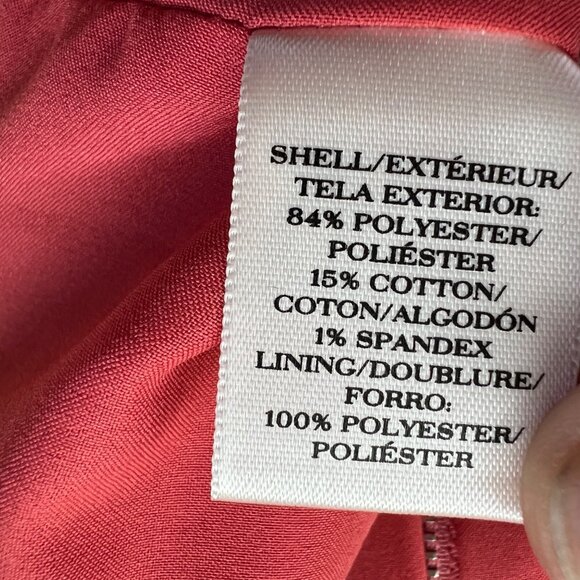 SHELL/EXTÉRIEUR/
TELA EXTERIOR:
84% POLYESTER/
POLIÉSTER
15% COTTON/
COTON/ALGODÓN
1% SPANDEX
LINING/DOUBLURE/
FORRO:
100% POLYESTER/
POLIÉSTER